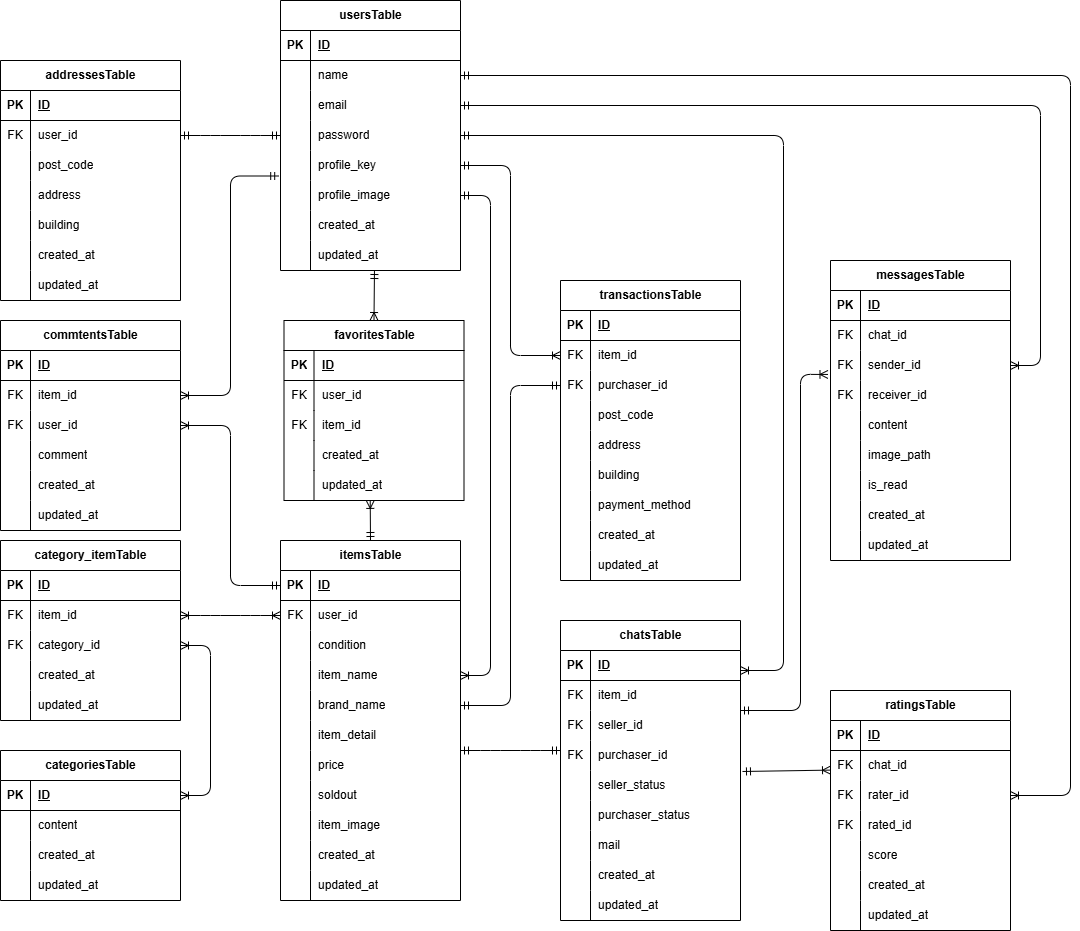 usersTable
PK ID
name
email
password
profile_key
profile_image
created_at
updated_at
addressesTable
PK ID
FK user_id
post_code
address
building
created_at
updated_at
commtentsTable
PK ID
FK item_id
FK user_id
comment
created_at
updated_at
favoritesTable
PK ID
FK user_id
FK item_id
created_at
updated_at
transactionsTable
PK ID
FK item_id
FK purchaser_id
post_code
address
building
payment_method
created_at
updated_at
messagesTable
PK ID
FK chat_id
FK sender_id
FK receiver_id
content
image_path
is_read
created_at
updated_at
category_itemTable
PK ID
FK item_id
FK category_id
created_at
updated_at
itemsTable
PK ID
FK user_id
condition
item_name
brand_name
item_detail
price
soldout
item_image
created_at
updated_at
chatsTable
PK ID
FK item_id
FK seller_id
FK purchaser_id
seller_status
purchaser_status
mail
created_at
updated_at
categoriesTable
PK ID
content
created_at
updated_at
ratingsTable
PK ID
FK chat_id
FK rater_id
FK rated_id
score
created_at
updated_at